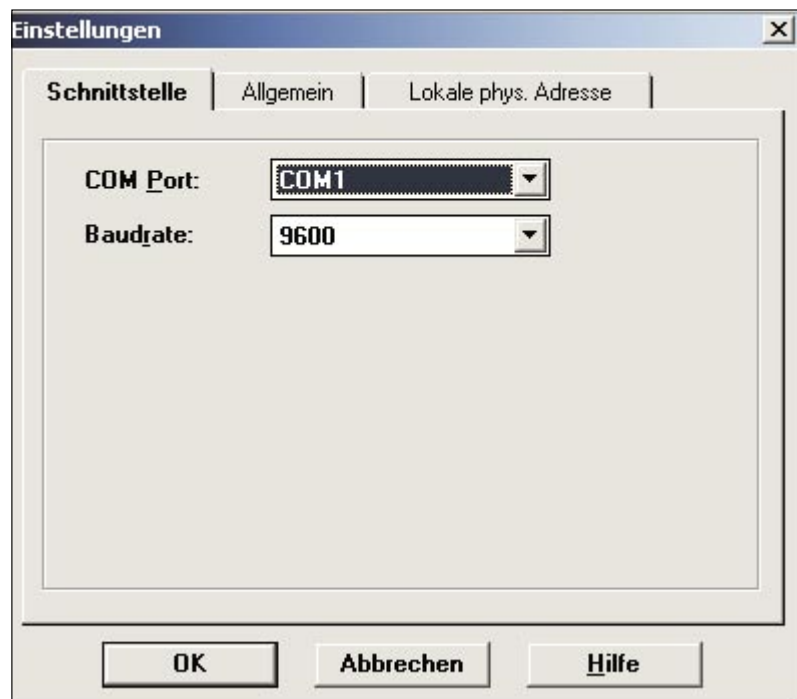 Einstellungen
Schnittstelle Allgemein Lokale phys. Adresse
COM Port: COM1
Baudrate: 9600
OK Abbrechen Hilfe